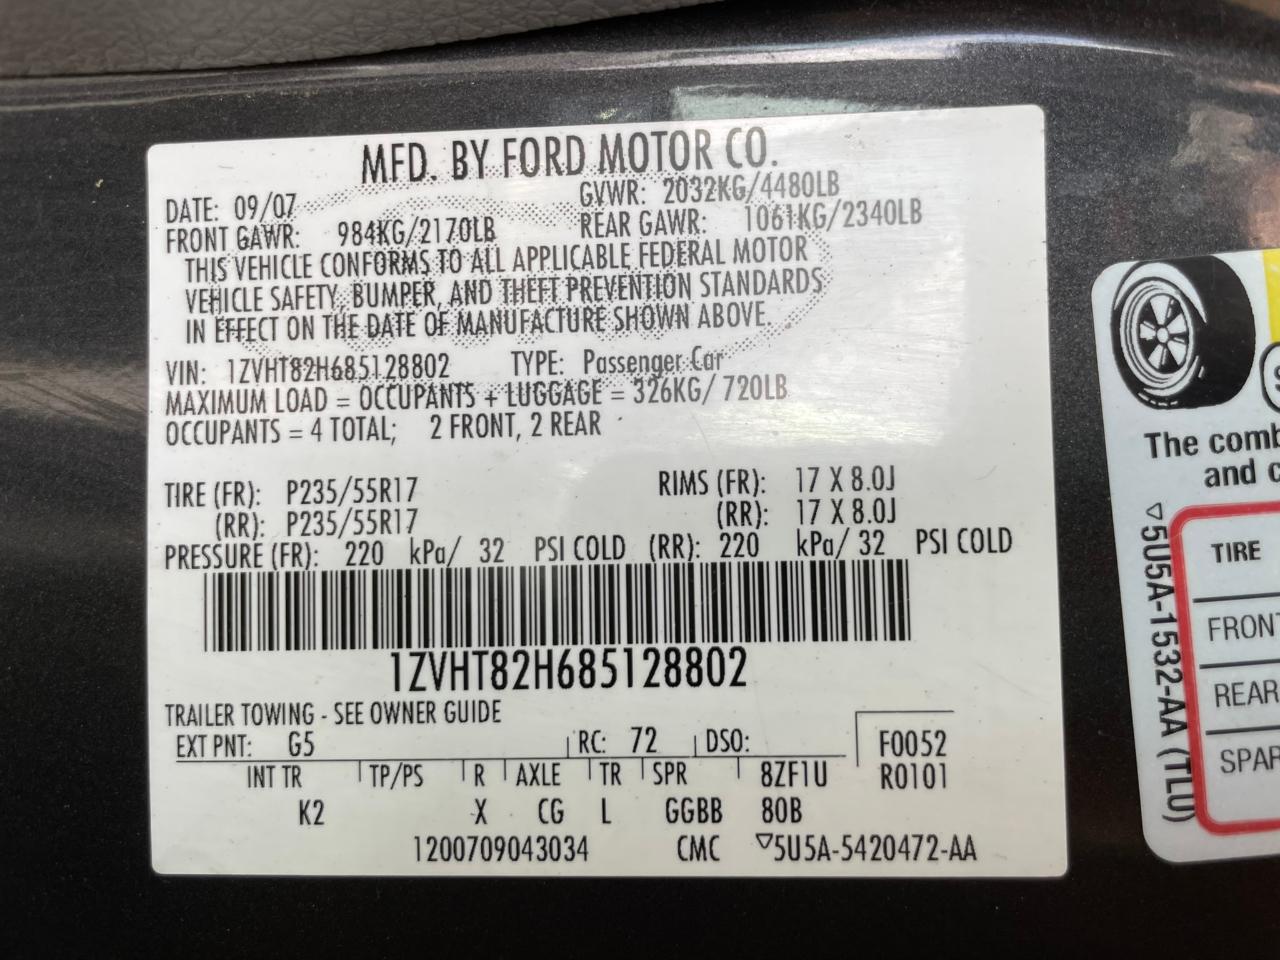 MFD. BY FORD MOTOR CO.
DATE: 09/07 GVWR: 2032KG/4480LB
FRONT GAWR: 984KG/2170LB REAR GAWR: 1061KG/2340LB
THIS VEHICLE CONFORMS TO ALL APPLICABLE FEDERAL MOTOR
VEHICLE SAFETY, BUMPER, AND THEFT PREVENTION STANDARDS
IN EFFECT ON THE DATE OF MANUFACTURE SHOWN ABOVE.
VIN: 1ZVHT82H685128802 TYPE: Passenger Car
MAXIMUM LOAD = OCCUPANTS + LUGGAGE = 326KG/ 720LB
OCCUPANTS = 4 TOTAL; 2 FRONT, 2 REAR
TIRE (FR): P235/55R17 RIMS (FR): 17 X 8.0J
(RR): P235/55R17 (RR): 17 X 8.0J
PRESSURE (FR): 220 kPa/ 32 PSI COLD (RR): 220 kPa/ 32 PSI COLD
1ZVHT82H685128802
TRAILER TOWING - SEE OWNER GUIDE
EXT PNT: G5 RC: 72 DSO: F0052
INT TR TP/PS R AXLE TR SPR 8ZF1U R0101
K2 X CG L GGBB 80B
1200709043034 CMC ▽5U5A-5420472-AA
The comb
and c
▽5U5A-1532-AA (TLU)
TIRE
FRONT
REAR
SPAR